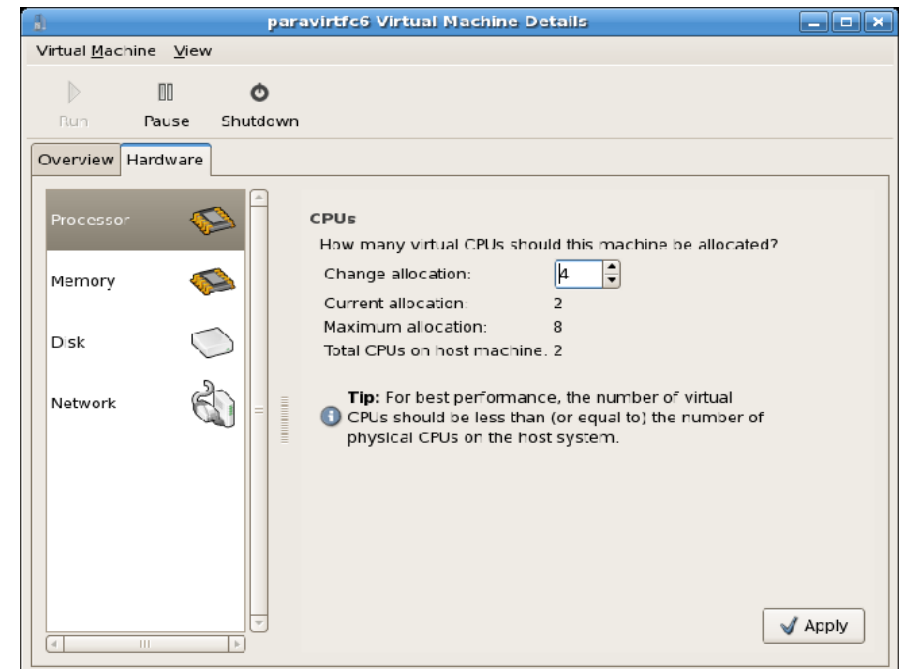 paravirtfc6 Virtual Machine Details
Virtual Machine View
Run Pause Shutdown
Overview Hardware
Processor
Memory
Disk
Network
CPUs
How many virtual CPUs should this machine be allocated?
Change allocation: 4
Current allocation: 2
Maximum allocation: 8
Total CPUs on host machine: 2
Tip: For best performance, the number of virtual
CPUs should be less than (or equal to) the number of
physical CPUs on the host system.
Apply